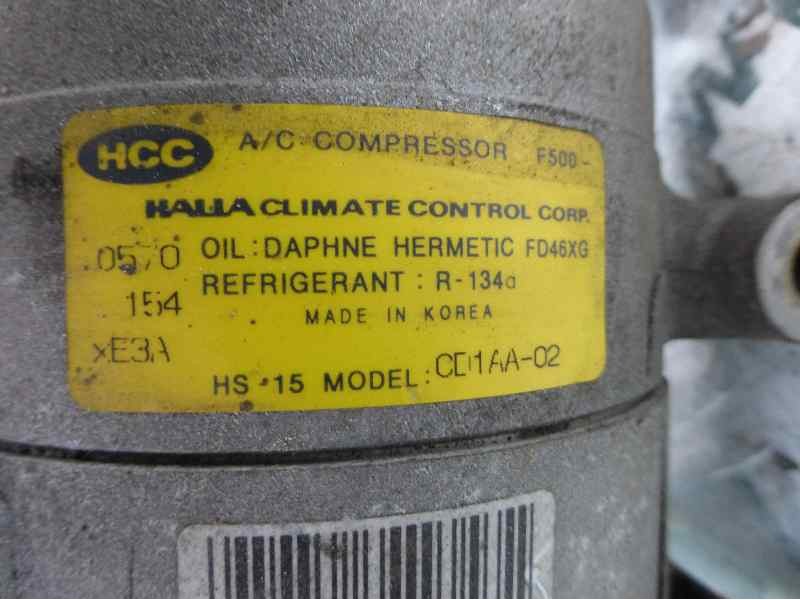 HCC A/C COMPRESSOR F500-
HALLA CLIMATE CONTROL CORP.
0570 OIL : DAPHNE HERMETIC FD46XG
154 REFRIGERANT : R-134a
MADE IN KOREA
xE3A
HS-15 MODEL: CD1AA-02